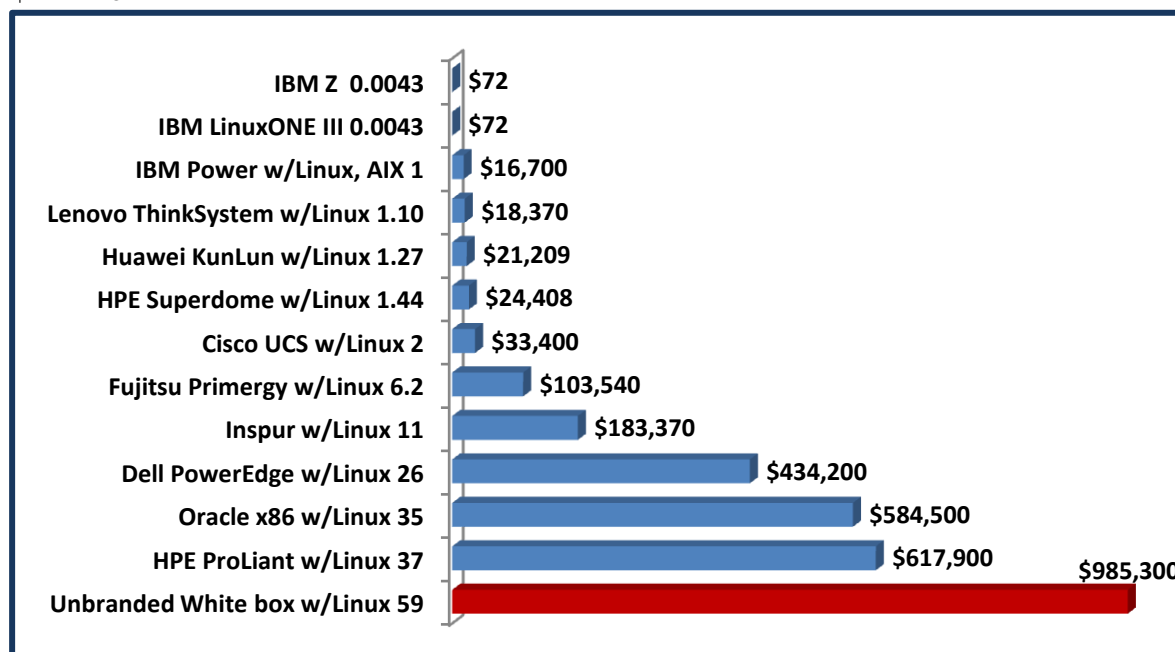 IBM Z  0.0043 $72
IBM LinuxONE III 0.0043 $72
IBM Power w/Linux, AIX 1 $16,700
Lenovo ThinkSystem w/Linux 1.10 $18,370
Huawei KunLun w/Linux 1.27 $21,209
HPE Superdome w/Linux 1.44 $24,408
Cisco UCS w/Linux 2 $33,400
Fujitsu Primergy w/Linux 6.2 $103,540
Inspur w/Linux 11 $183,370
Dell PowerEdge w/Linux 26 $434,200
Oracle x86 w/Linux 35 $584,500
HPE ProLiant w/Linux 37 $617,900
Unbranded White box w/Linux 59 $985,300